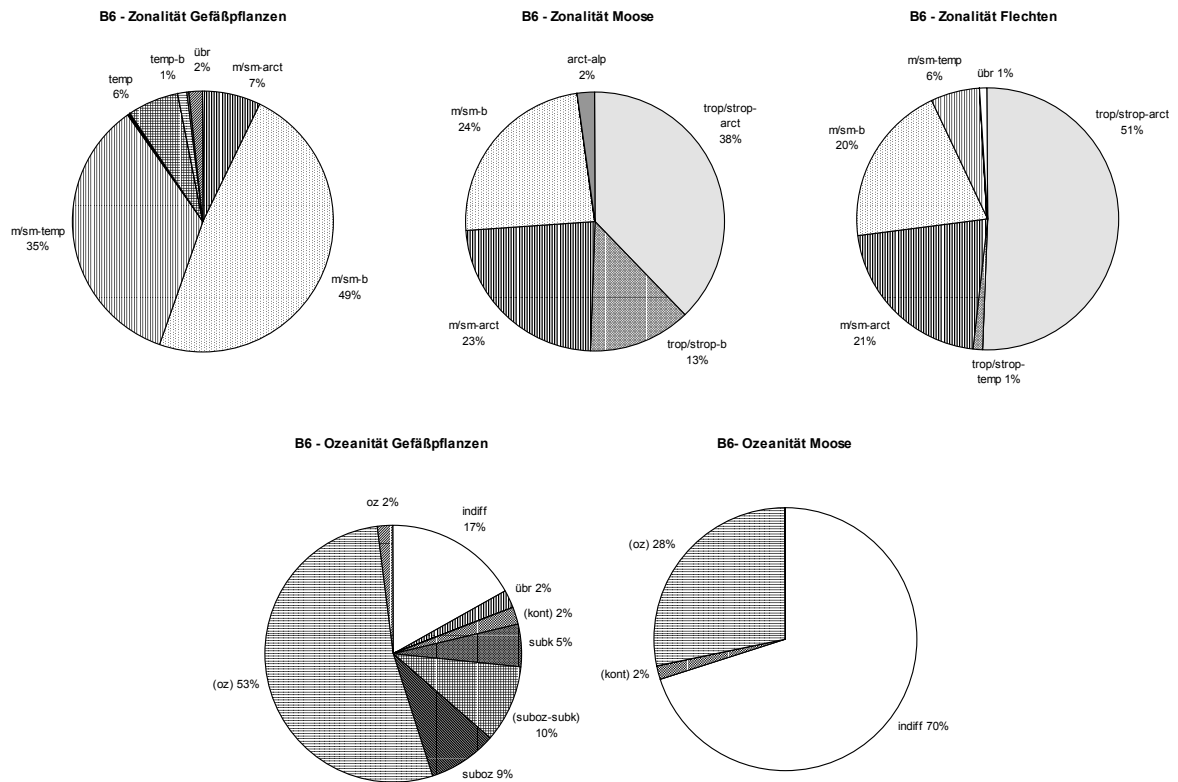 B6 - Zonalität Gefäßpflanzen
übr
2%
temp-b
1%
temp
6%
m/sm-arct
7%
m/sm-temp
35%
m/sm-b
49%
B6 - Zonalität Moose
arct-alp
2%
m/sm-b
24%
trop/strop-
arct
38%
m/sm-arct
23%
trop/strop-b
13%
B6 - Zonalität Flechten
m/sm-temp
6%
übr 1%
trop/strop-arct
51%
m/sm-b
20%
m/sm-arct
21%
trop/strop-
temp 1%
B6 - Ozeanität Gefäßpflanzen
oz 2%
indiff
17%
übr 2%
(kont) 2%
subk 5%
(oz) 53%
(suboz-subk)
10%
suboz 9%
B6- Ozeanität Moose
(oz) 28%
(kont) 2%
indiff 70%